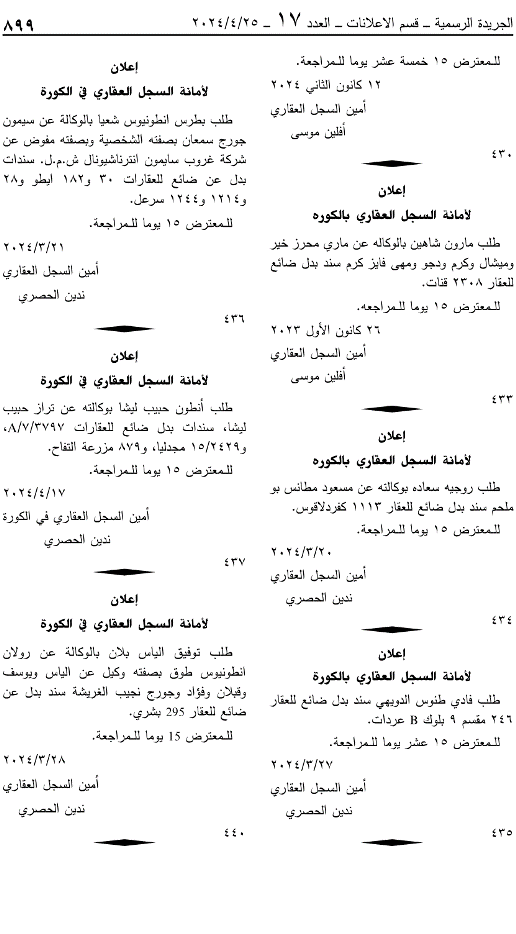 الجريدة الرسمية ــ قسم الاعلانات ــ العدد ١٧ ــ ٢٠٢٤/٤/٢٥
٨٩٩
للمعترض ١٥ خمسة عشر يوما للمراجعة.
١٢ كانون الثاني ٢٠٢٤
أمين السجل العقاري
أفلين موسى
٤٣٠
إعلان
لأمانة السجل العقاري بالكوره
طلب مارون شاهين بالوكاله عن ماري محرز خير
وميشال وكرم ودجو ومهى فايز كرم سند بدل ضائع
للعقار ٢٣٠٨ قنات.
للمعترض ١٥ يوما للمراجعه.
٢٦ كانون الأول ٢٠٢٣
أمين السجل العقاري
أفلين موسى
٤٣٣
إعلان
لأمانة السجل العقاري بالكوره
طلب روجيه سعاده بوكالته عن مسعود مطانس بو
ملحم سند بدل ضائع للعقار ١١١٣ كفردلاقوس.
للمعترض ١٥ يوما للمراجعة.
٢٠٢٤/٣/٢٠
أمين السجل العقاري
ندين الحصري
٤٣٤
إعلان
لأمانة السجل العقاري بالكورة
طلب فادي طنوس الدويهي سند بدل ضائع للعقار
٢٤٦ مقسم ٩ بلوك B عردات.
للمعترض ١٥ عشر يوما للمراجعة.
٢٠٢٤/٣/٢٧
أمين السجل العقاري
ندين الحصري
٤٣٥
إعلان
لأمانة السجل العقاري في الكورة
طلب بطرس انطونيوس شعيا بالوكالة عن سيمون
جورج سمعان بصفته الشخصية وبصفته مفوض عن
شركة غروب سايمون انترناشيونال ش.م.ل. سندات
بدل عن ضائع للعقارات ٣٠ و١٨٢ ايطو و٢٨
و١٢١٤ و١٢٤٤ سرعل.
للمعترض ١٥ يوما للمراجعة.
٢٠٢٤/٣/٢١
أمين السجل العقاري
ندين الحصري
٤٣٦
إعلان
لأمانة السجل العقاري في الكورة
طلب أنطون حبيب ليشا بوكالته عن تراز حبيب
ليشا، سندات بدل ضائع للعقارات ٨/٧/٣٧٩٧،
و١٥/٢٤٢٩ مجدليا، و٨٧٩ مزرعة التفاح.
للمعترض ١٥ يوما للمراجعة.
٢٠٢٤/٤/١٧
أمين السجل العقاري في الكورة
ندين الحصري
٤٣٧
إعلان
لأمانة السجل العقاري في الكورة
طلب توفيق الياس بلان بالوكالة عن رولان
انطونيوس طوق بصفته وكيل عن الياس ويوسف
وقبلان وفؤاد وجورج نجيب الغريشة سند بدل عن
ضائع للعقار 295 بشري.
للمعترض 15 يوما للمراجعة.
٢٠٢٤/٣/٢٨
أمين السجل العقاري
ندين الحصري
٤٤٠